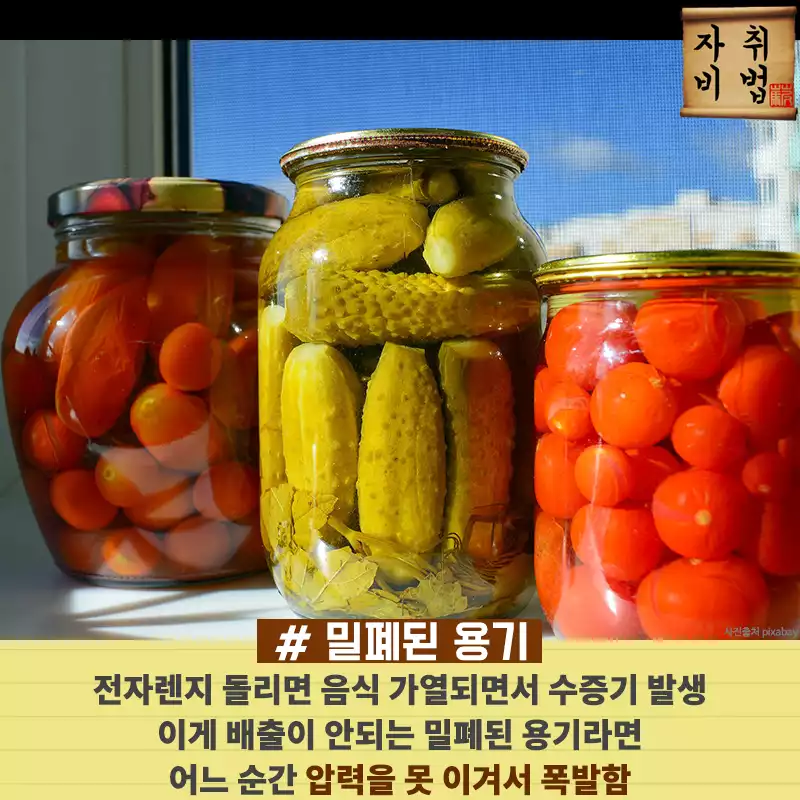 자취
비법
사진출처 pixabay
# 밀폐된 용기
전자렌지 돌리면 음식 가열되면서 수증기 발생
이게 배출이 안되는 밀폐된 용기라면
어느 순간 압력을 못 이겨서 폭발함